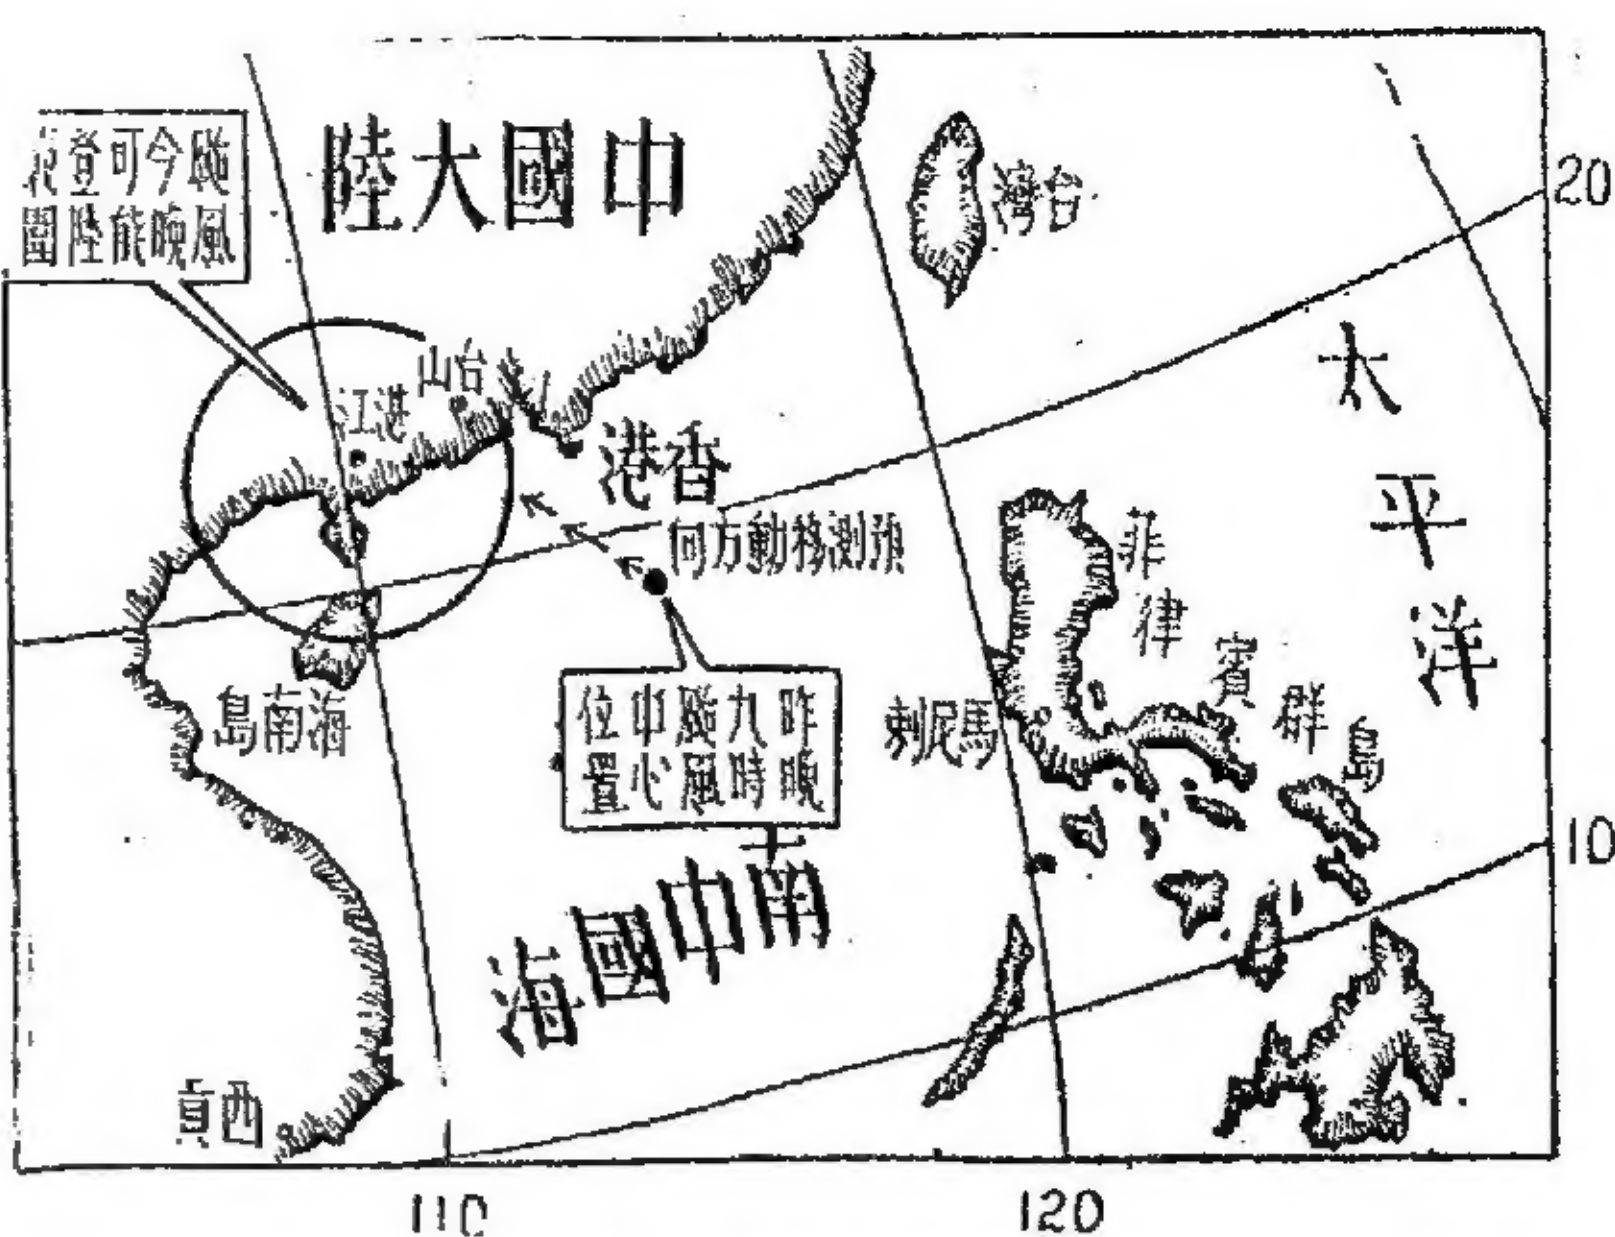 中國大陸
颱風
今晚
可能
登陸
範圍
台灣
20
太平洋
台山
湛江
香港
預測移動方向
菲律賓群島
海南島
昨晚
九時
颱風
中心
位置
馬尼剌
10
南中國海
西貢
110
120